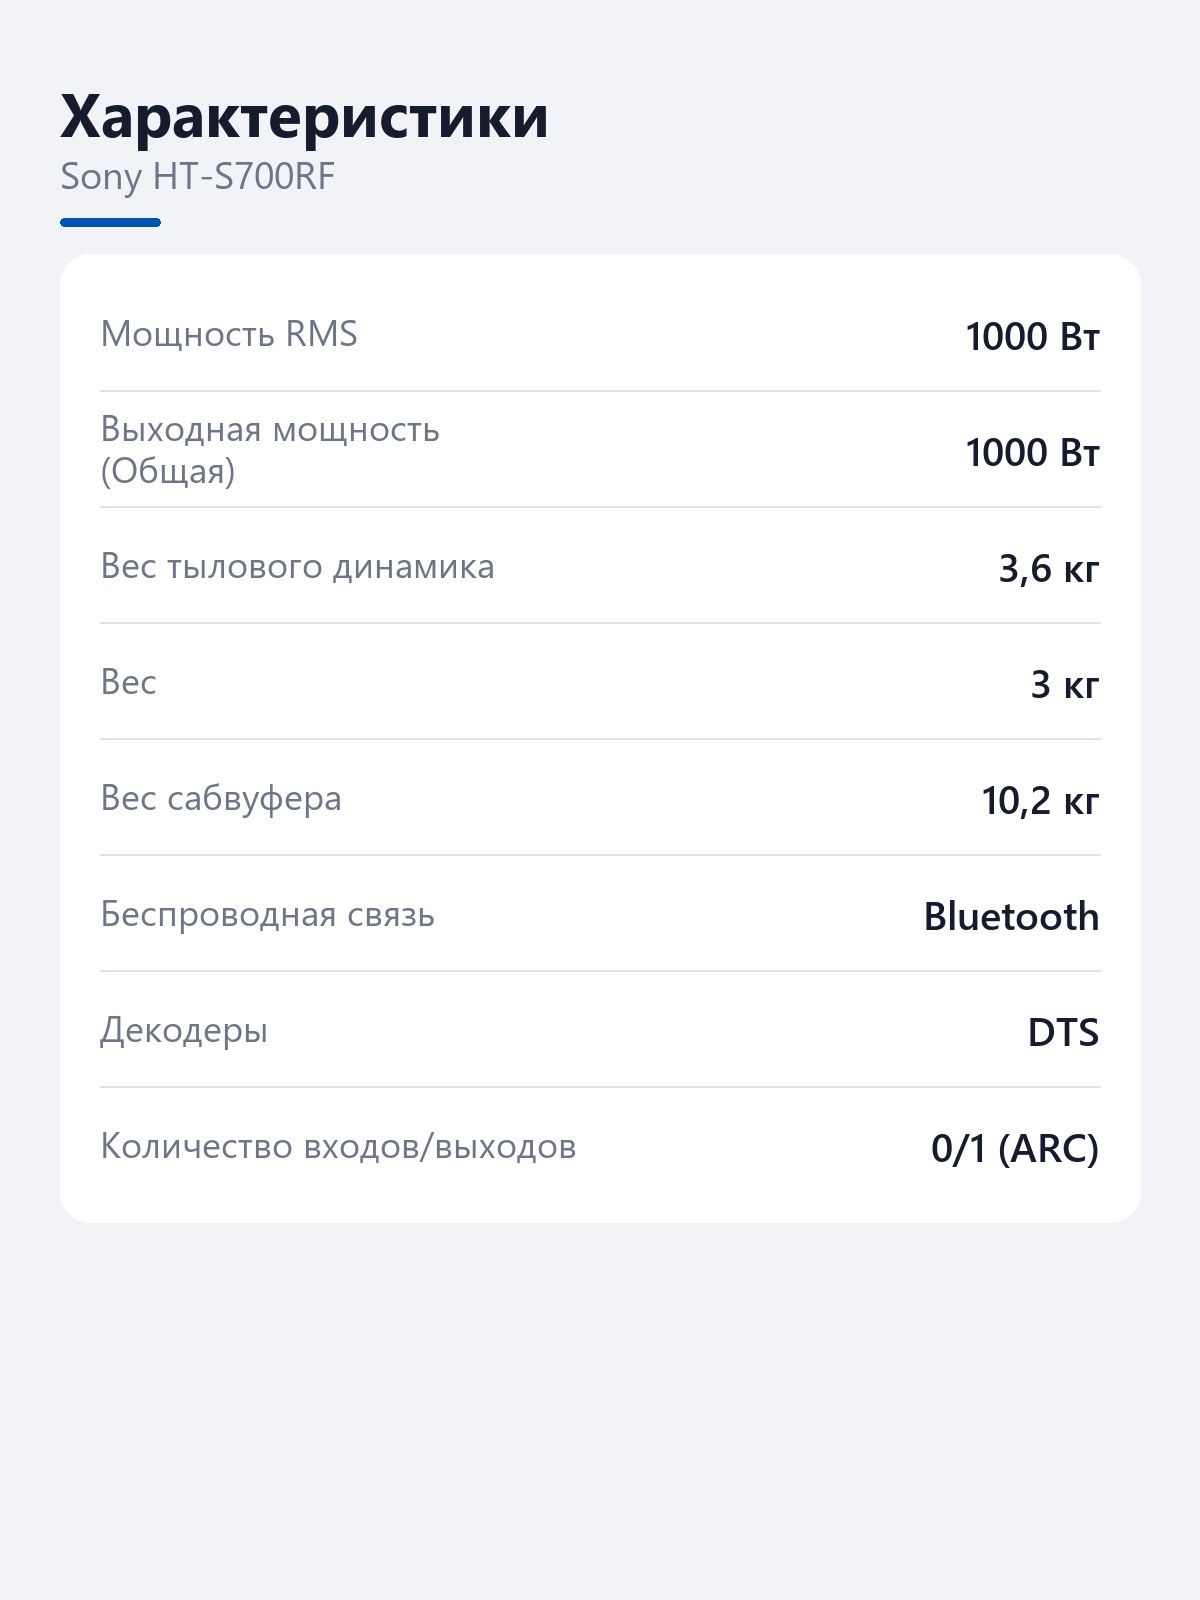 Характеристики
Sony HT-S700RF
Мощность RMS
1000 Вт
Выходная мощность
(Общая)
1000 Вт
Вес тылового динамика
3,6 кг
Вес
3 кг
Вес сабвуфера
10,2 кг
Беспроводная связь
Bluetooth
Декодеры
DTS
Количество входов/выходов
0/1 (ARC)